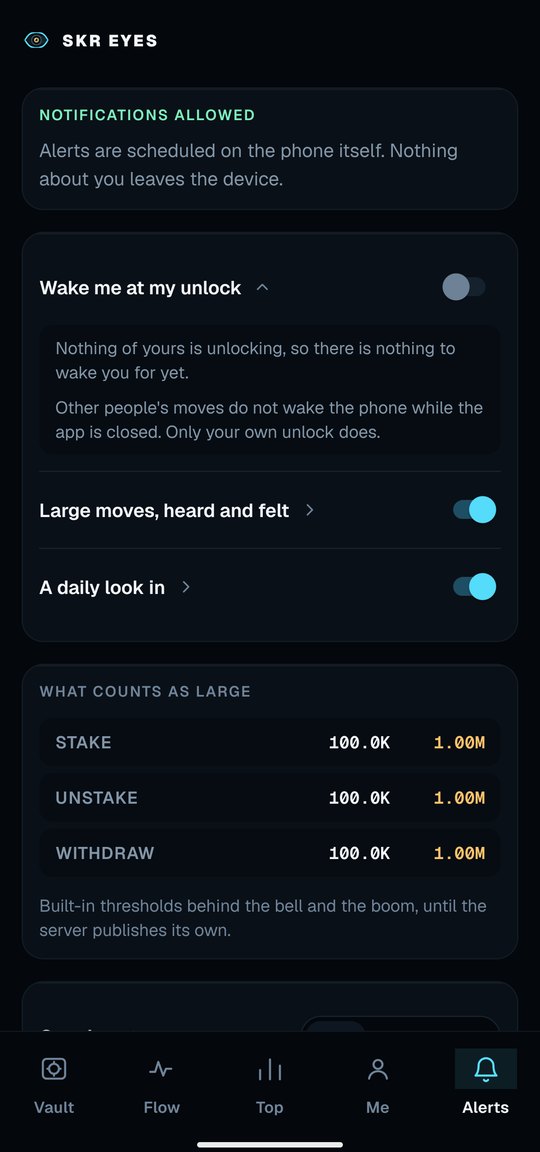 SKR EYES
NOTIFICATIONS ALLOWED
Alerts are scheduled on the phone itself. Nothing
about you leaves the device.
Wake me at my unlock
Nothing of yours is unlocking, so there is nothing to
wake you for yet.
Other people's moves do not wake the phone while the
app is closed. Only your own unlock does.
Large moves, heard and felt
A daily look in
WHAT COUNTS AS LARGE
STAKE 100.0K 1.00M
UNSTAKE 100.0K 1.00M
WITHDRAW 100.0K 1.00M
Built-in thresholds behind the bell and the boom, until the
server publishes its own.
Vault Flow Top Me Alerts